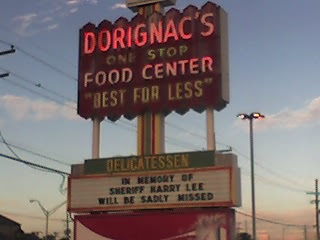 DORIGNAC'S
ONE STOP
FOOD CENTER
"BEST FOR LESS"
DELICATESSEN
IN MEMORY OF
SHERIFF HARRY LEE
WILL BE SADLY MISSED